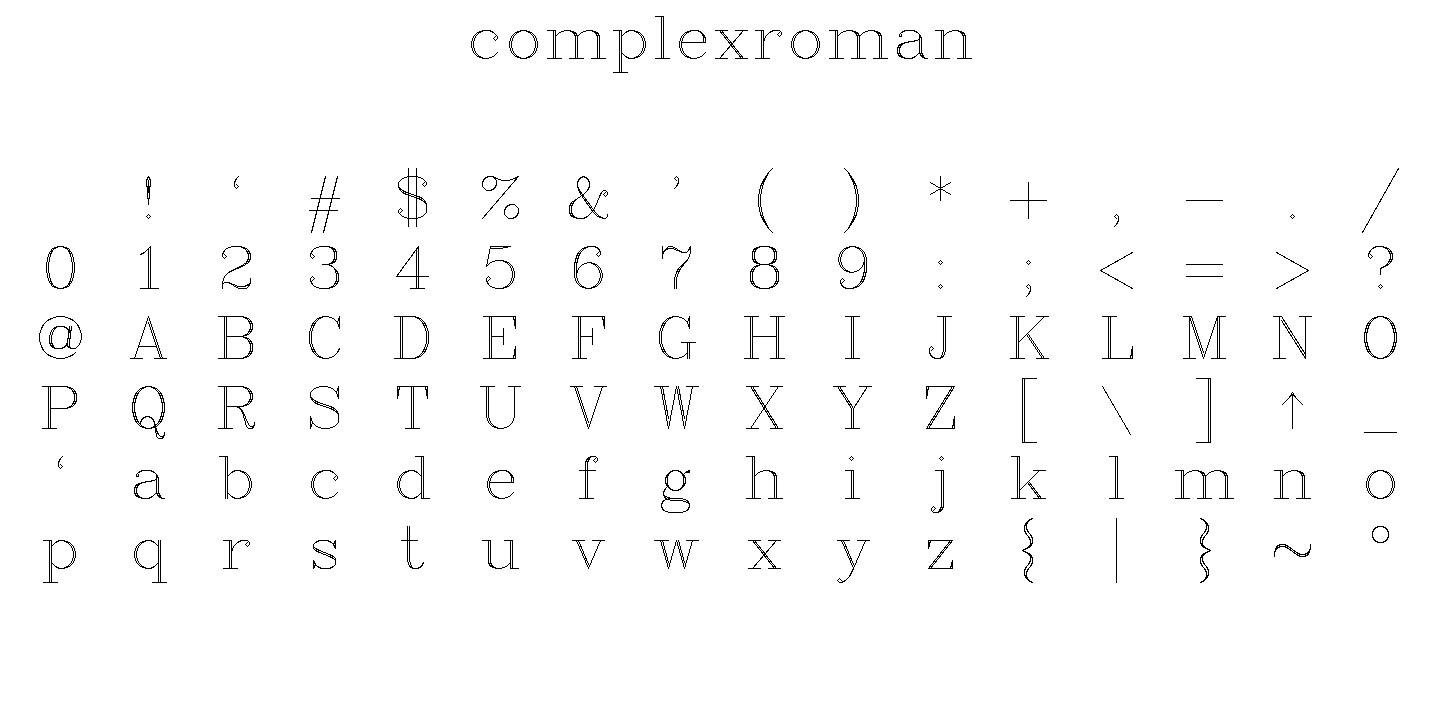 complexroman
! ‘ # $ % & ’ ( ) * + , – . /
0 1 2 3 4 5 6 7 8 9 : ; < = > ?
@ A B C D E F G H I J K L M N O
P Q R S T U V W X Y Z [ \ ] ↑ _
‘ a b c d e f g h i j k l m n o
p q r s t u v w x y z { | } ~ °